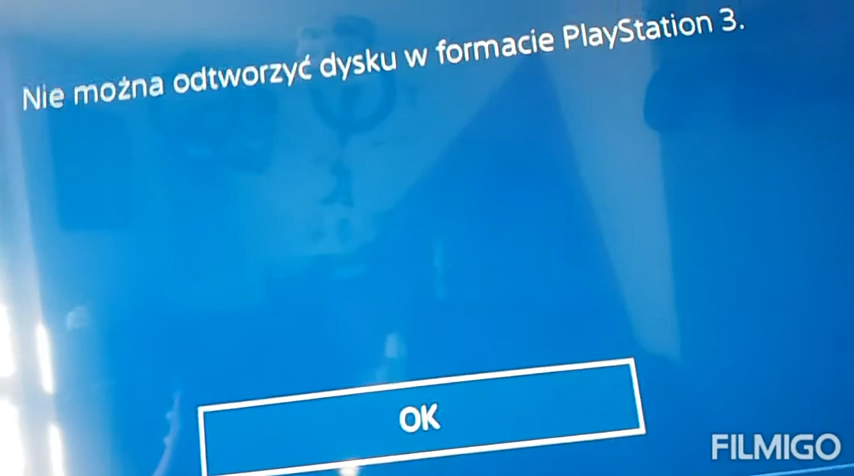 Nie można odtworzyć dysku w formacie PlayStation 3.
OK
FILMIGO